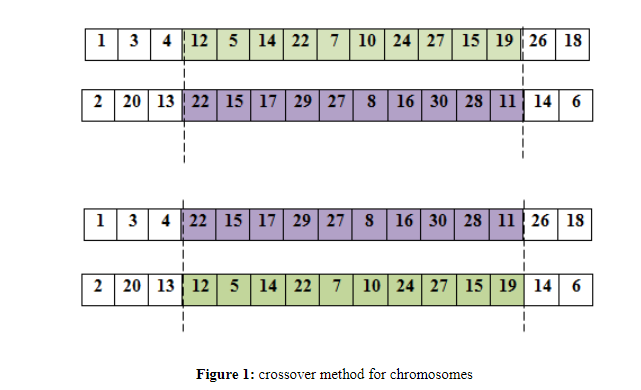 1 3 4 12 5 14 22 7 10 24 27 15 19 26 18
2 20 13 22 15 17 29 27 8 16 30 28 11 14 6
1 3 4 22 15 17 29 27 8 16 30 28 11 26 18
2 20 13 12 5 14 22 7 10 24 27 15 19 14 6
Figure 1: crossover method for chromosomes